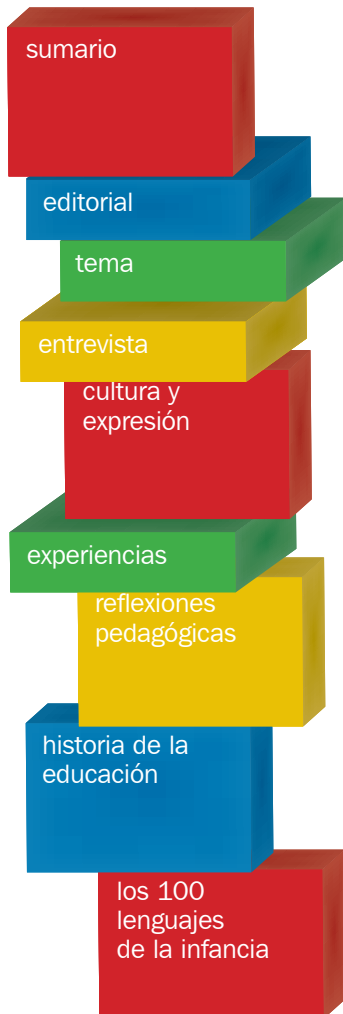 sumario
editorial
tema
entrevista
cultura y
expresión
experiencias
reflexiones
pedagógicas
historia de la
educación
los 100
lenguajes
de la infancia